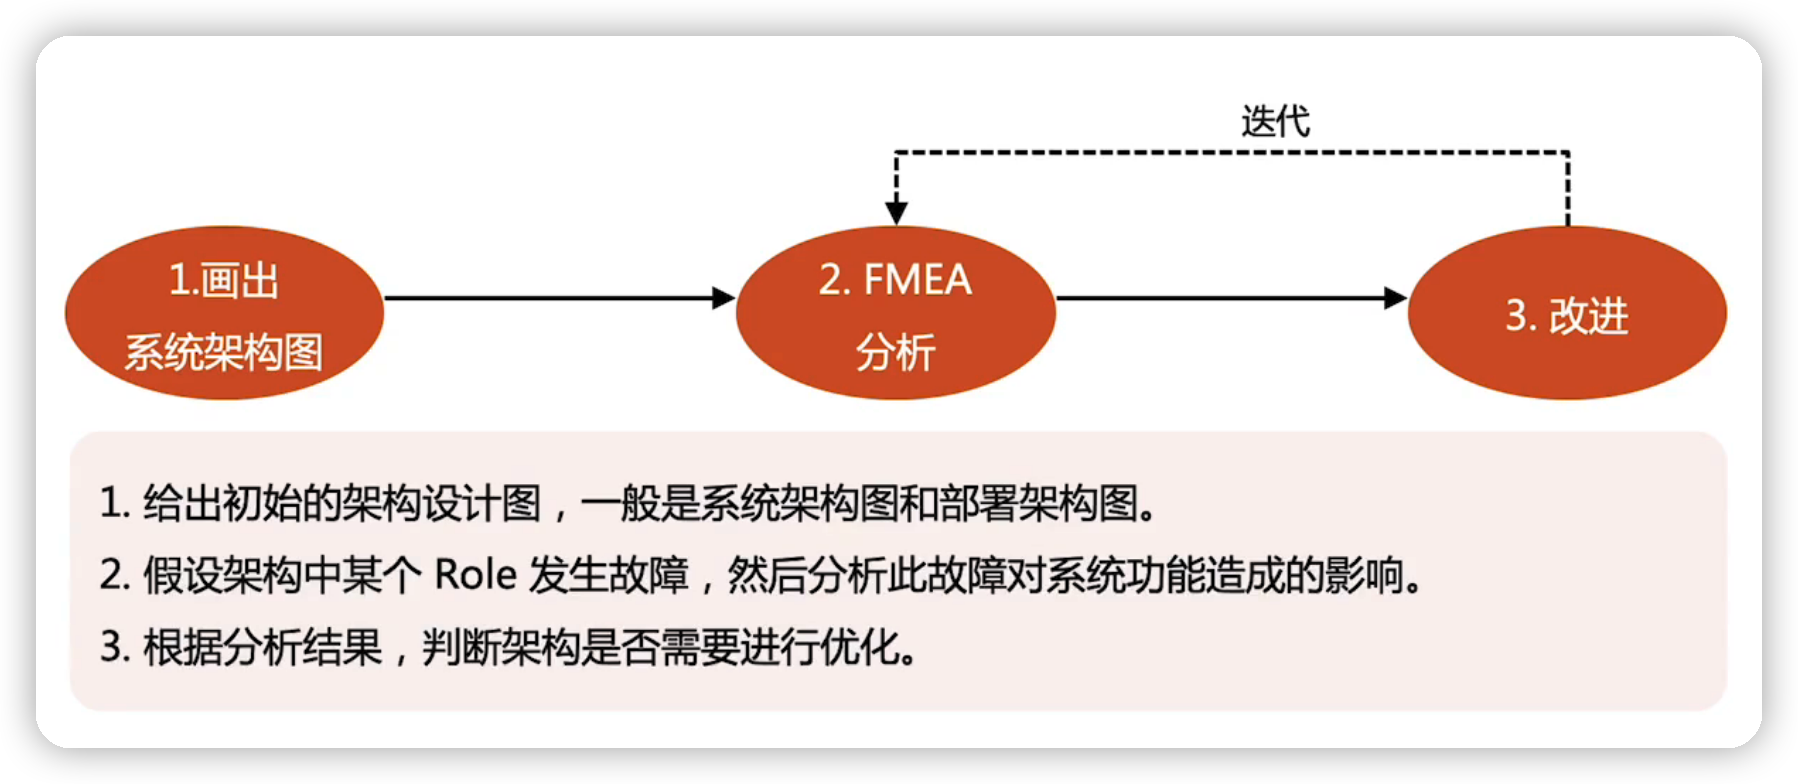 迭代
1.画出
系统架构图
2. FMEA
分析
3. 改进
1. 给出初始的架构设计图，一般是系统架构图和部署架构图。
2. 假设架构中某个 Role 发生故障，然后分析此故障对系统功能造成的影响。
3. 根据分析结果，判断架构是否需要进行优化。